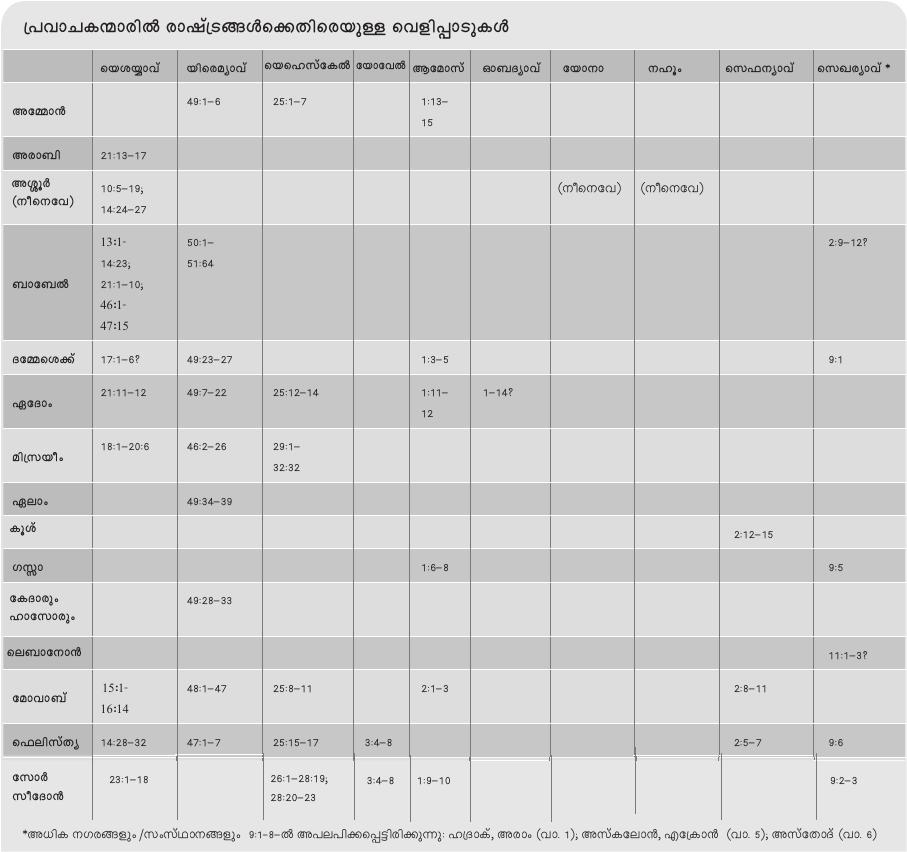 പ്രവാചകന്മാരിൽ രാഷ്ട്രങ്ങൾക്കെതിരെയുള്ള വെളിപ്പാടുകൾ
യെശയ്യാവ് യിരെമ്യാവ് യെഹെസ്കേൽ യോവേൽ ആമോസ് ഓബദ്യാവ് യോനാ നഹൂം സെഫന്യാവ് സെഖര്യാവ് *
അമ്മോൻ 49:1–6 25:1–7 1:13–
15
അരാബി 21:13–17
അശ്ശൂർ 10:5–19; (നീനെവേ) (നീനെവേ)
(നീനെവേ) 14:24–27
ബാബേൽ 13:1- 50:1– 2:9–12?
14:23; 51:64
21:1–10;
46:1-
47:15
ദമ്മേശെക്ക് 17:1–6? 49:23–27 1:3–5 9:1
ഏദോം 21:11–12 49:7–22 25:12–14 1:11– 1–14?
12
മിസ്രയീം 18:1–20:6 46:2–26 29:1–
32:32
ഏലാം 49:34–39
കൂശ് 2:12–15
ഗസ്സാ 1:6–8 9:5
കേദാരും 49:28–33
ഹാസോരും
ലെബാനോൻ 11:1–3?
മോവാബ് 15:1- 48:1–47 25:8–11 2:1–3 2:8–11
16:14
ഫെലിസ്ത്യ 14:28–32 47:1–7 25:15–17 3:4–8 2:5–7 9:6
സോർ 23:1–18 26:1–28:19; 3:4–8 1:9–10 9:2–3
സീദോൻ 28:20–23
*അധിക നഗരങ്ങളും /സംസ്ഥാനങ്ങളും 9:1–8–ൽ അപലപിക്കപ്പെട്ടിരിക്കുന്നു: ഹദ്രാക്, അരാം (വാ. 1); അസ്കലോൻ, എക്രോൻ (വാ. 5); അസ്തോദ് (വാ. 6)